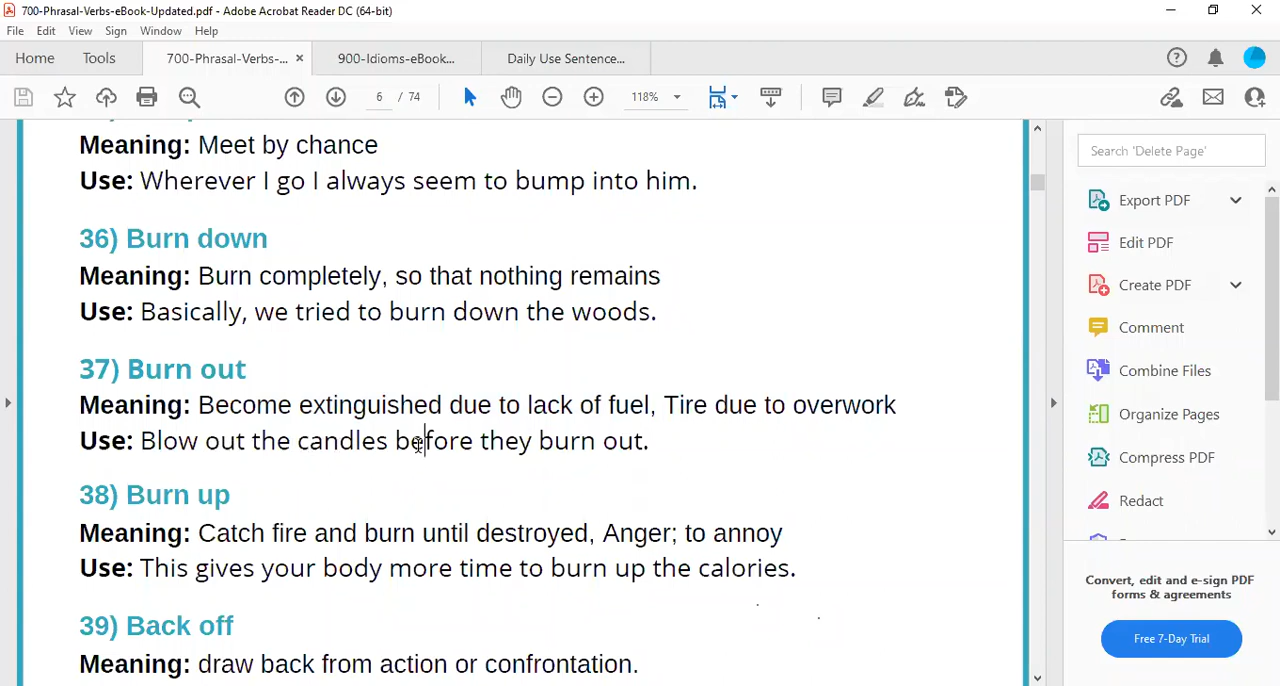 700-Phrasal-Verbs-eBook-Updated.pdf - Adobe Acrobat Reader DC (64-bit)
File Edit View Sign Window Help
Home Tools 700-Phrasal-Verbs-... × 900-Idioms-eBook... Daily Use Sentence...
6 / 74 118%
Meaning: Meet by chance
Use: Wherever I go I always seem to bump into him.
36) Burn down
Meaning: Burn completely, so that nothing remains
Use: Basically, we tried to burn down the woods.
37) Burn out
Meaning: Become extinguished due to lack of fuel, Tire due to overwork
Use: Blow out the candles before they burn out.
38) Burn up
Meaning: Catch fire and burn until destroyed, Anger; to annoy
Use: This gives your body more time to burn up the calories.
39) Back off
Meaning: draw back from action or confrontation.
Search 'Delete Page'
Export PDF
Edit PDF
Create PDF
Comment
Combine Files
Organize Pages
Compress PDF
Redact
Convert, edit and e-sign PDF
forms & agreements
Free 7-Day Trial